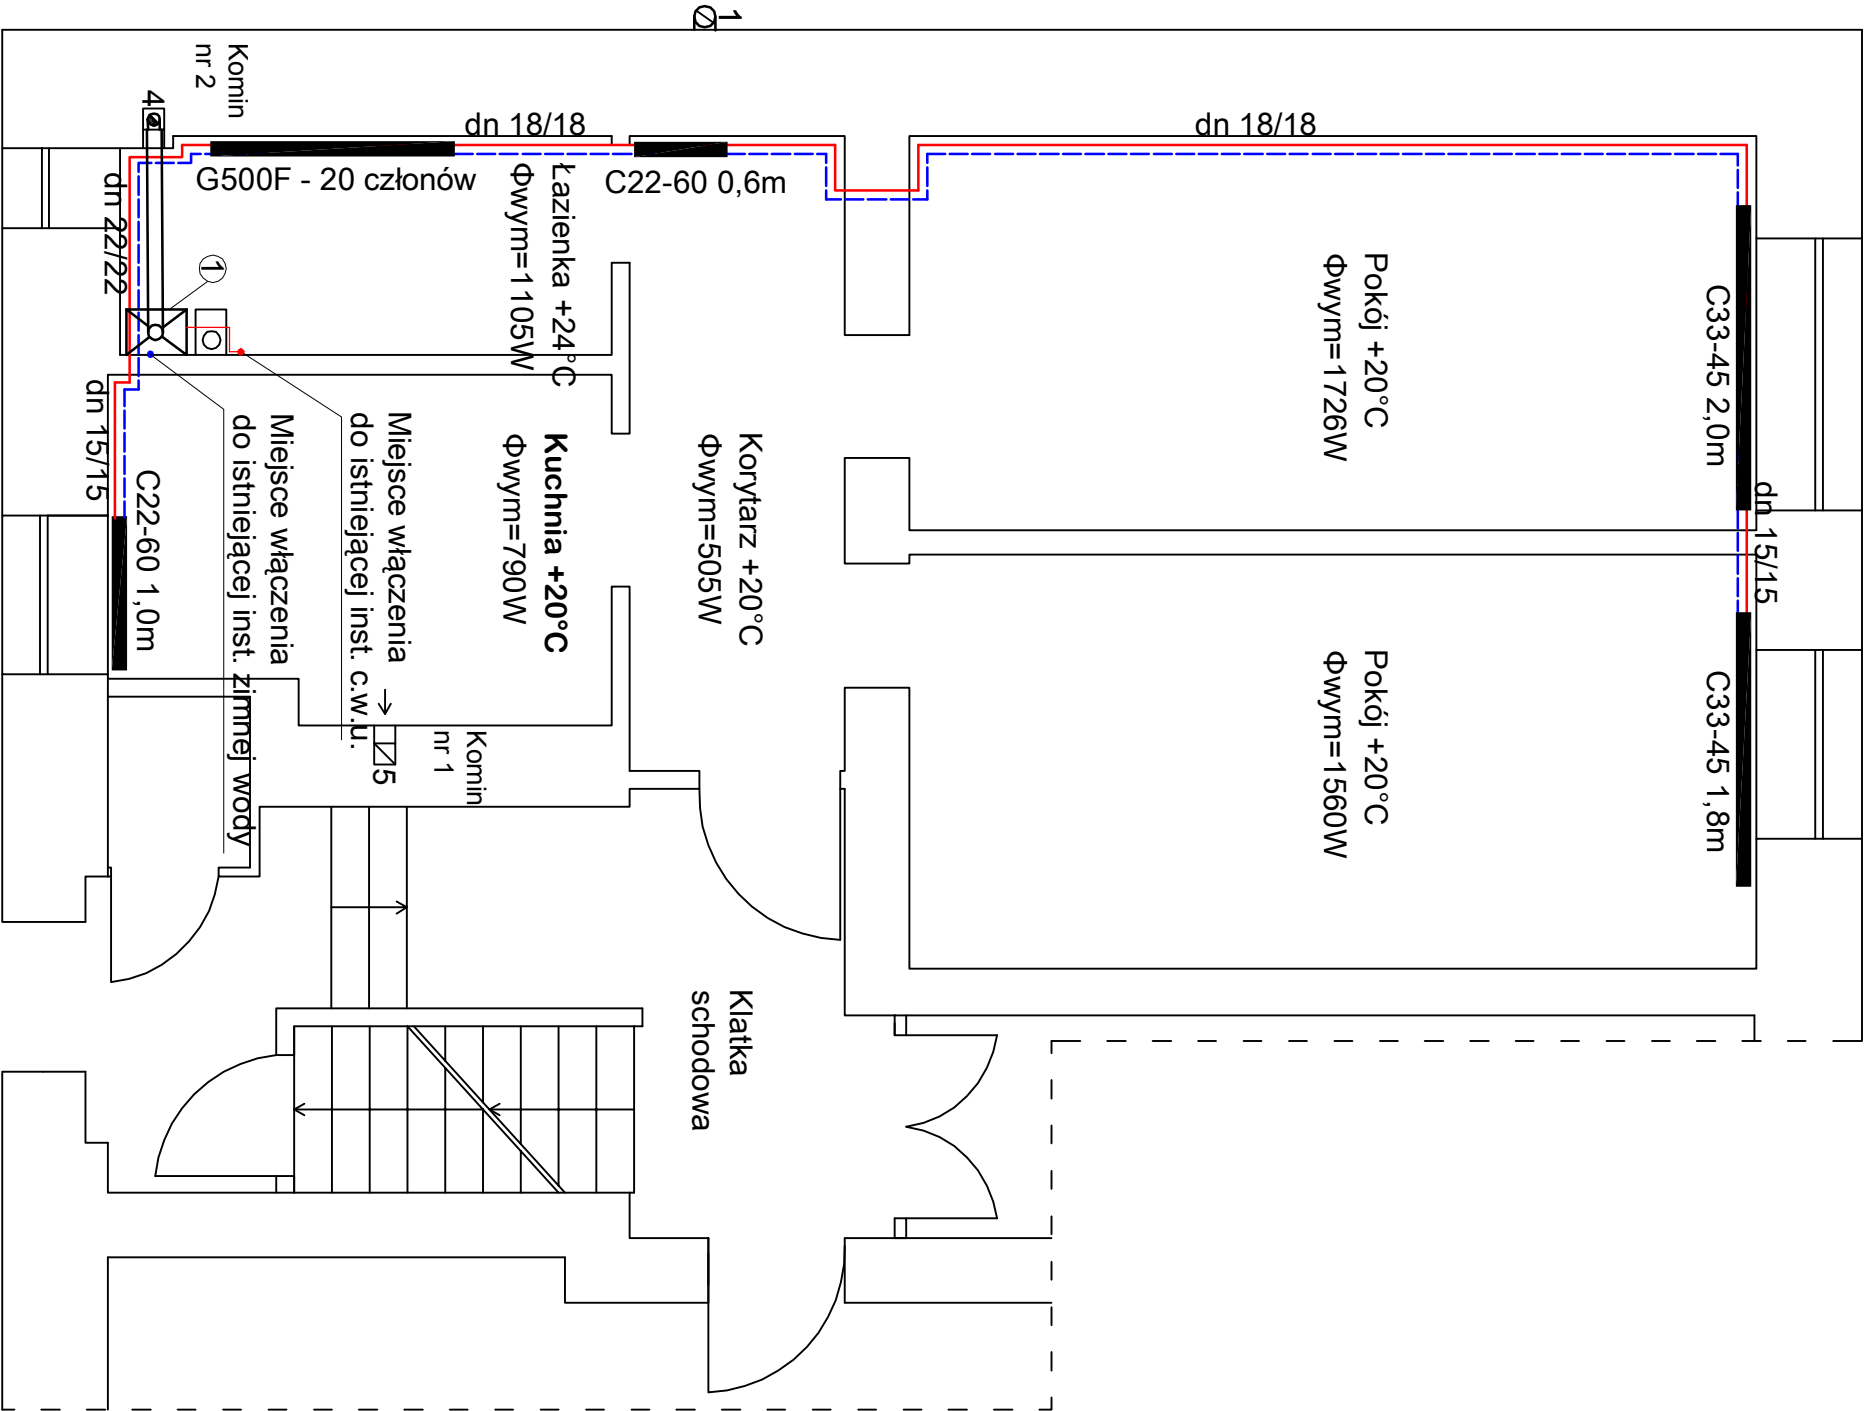 1
Komin
nr 2
4
dn 18/18
dn 18/18
G500F - 20 członów
C22-60 0,6m
dn 22/22
1
Łazienka +24°C
Φwym=1105W
Pokój +20°C
Φwym=1726W
C33-45 2,0m
dn 15/15
dn 15/15
C22-60 1,0m
Miejsce włączenia
do istniejącej inst. zimnej wody
Miejsce włączenia
do istniejącej inst. c.w.u.
Kuchnia +20°C
Φwym=790W
Korytarz +20°C
Φwym=505W
Pokój +20°C
Φwym=1560W
C33-45 1,8m
Komin
nr 1
5
Klatka
schodowa